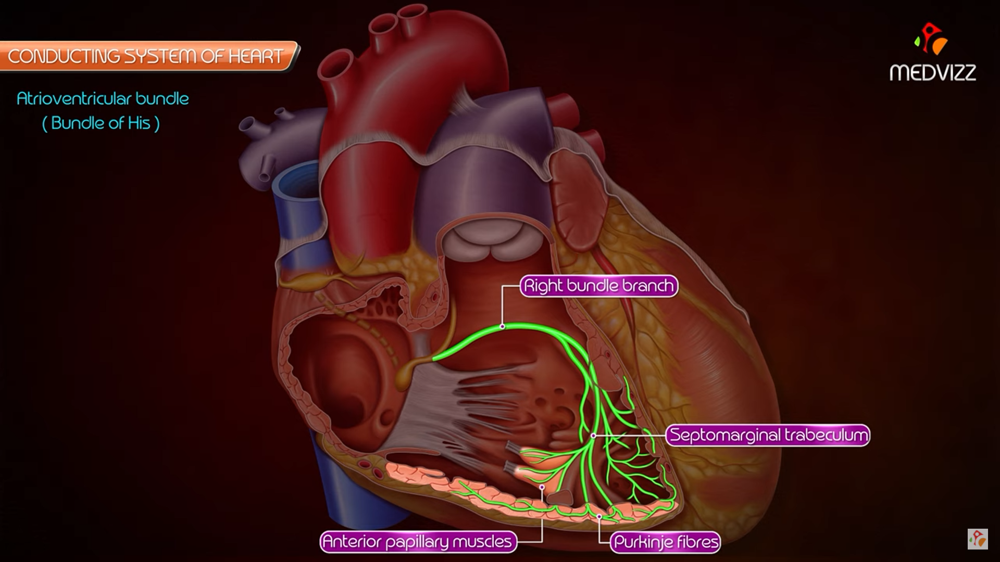 CONDUCTING SYSTEM OF HEART
Atrioventricular bundle
( Bundle of His )
MEDVIZZ
Right bundle branch
Septomarginal trabeculum
Anterior papillary muscles
Purkinje fibres